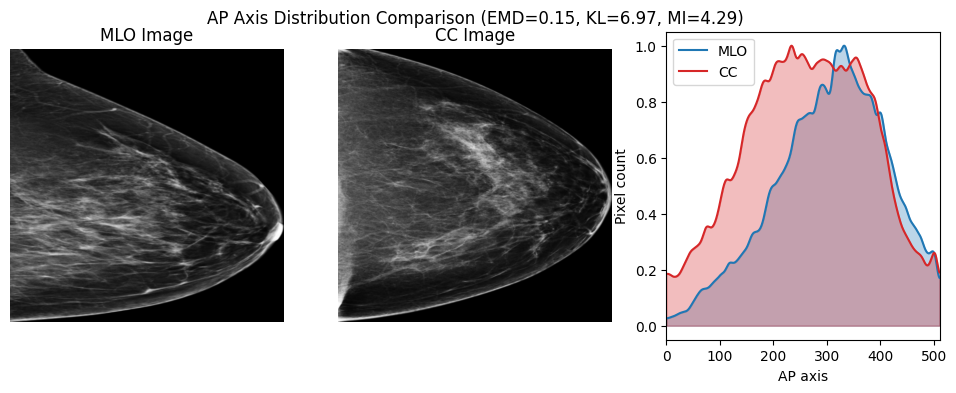 AP Axis Distribution Comparison (EMD=0.15, KL=6.97, MI=4.29)
MLO Image
CC Image
MLO
CC
Pixel count
1.0
0.8
0.6
0.4
0.2
0.0
0 100 200 300 400 500
AP axis